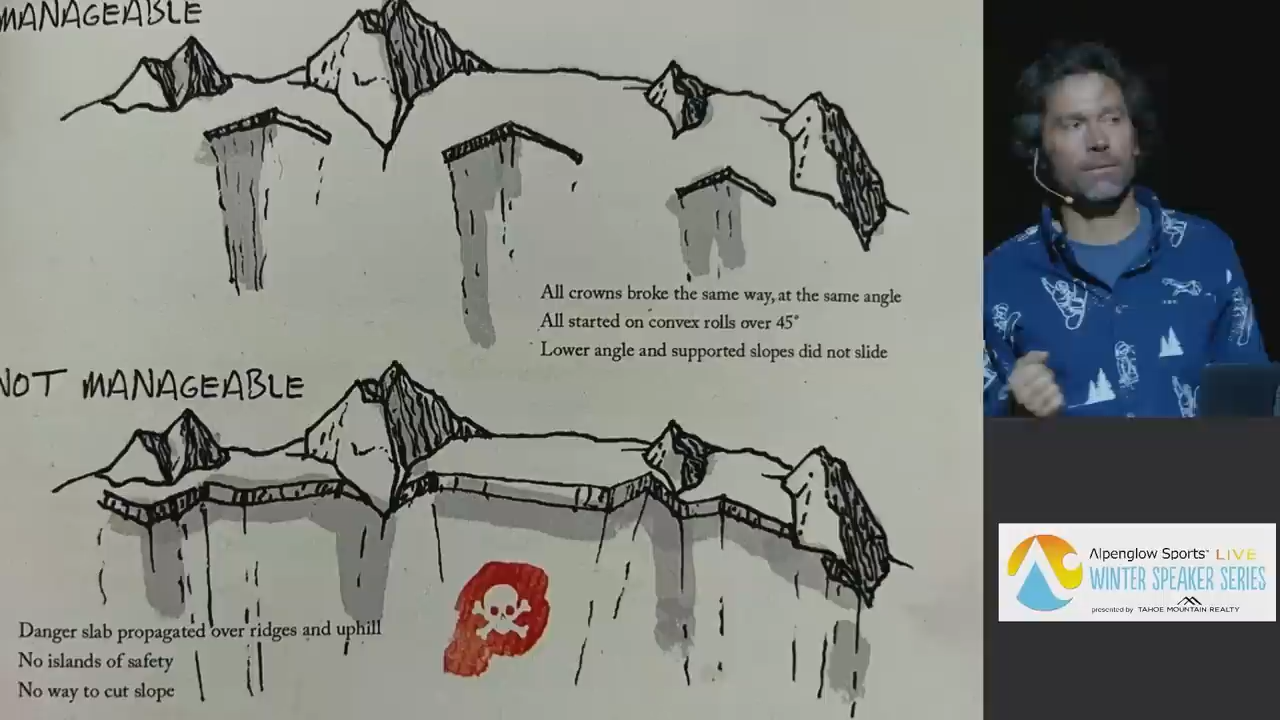 MANAGEABLE
All crowns broke the same way, at the same angle
All started on convex rolls over 45°
Lower angle and supported slopes did not slide
NOT MANAGEABLE
Danger slab propagated over ridges and uphill
No islands of safety
No way to cut slope
Alpenglow Sports LIVE
WINTER SPEAKER SERIES
presented by TAHOE MOUNTAIN REALTY